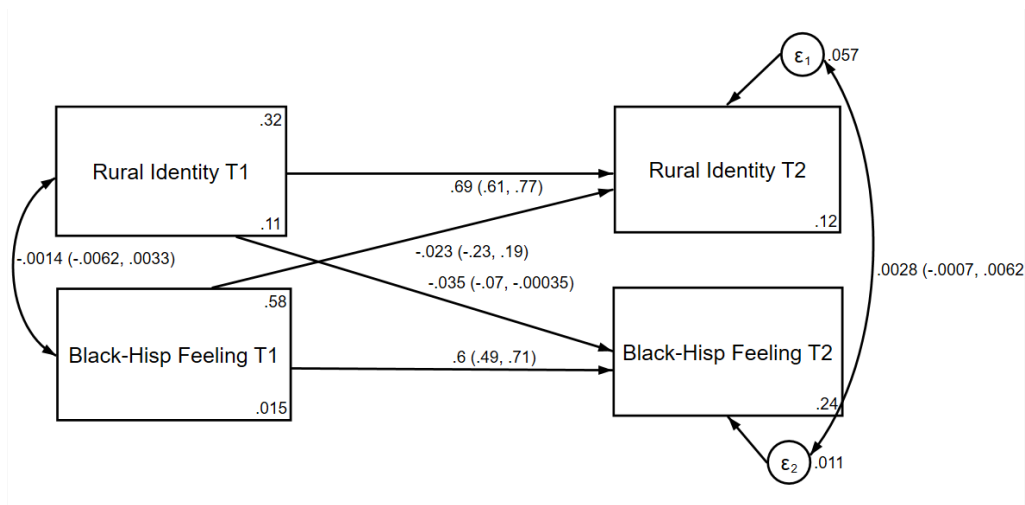 ε1 .057
.32
Rural Identity T1
.11
Rural Identity T2
.12
.69 (.61, .77)
-.0014 (-.0062, .0033)
-.023 (-.23, .19)
-.035 (-.07, -.00035)
.0028 (-.0007, .0062
.58
Black-Hisp Feeling T1
.015
.6 (.49, .71)
Black-Hisp Feeling T2
.24
ε2 .011